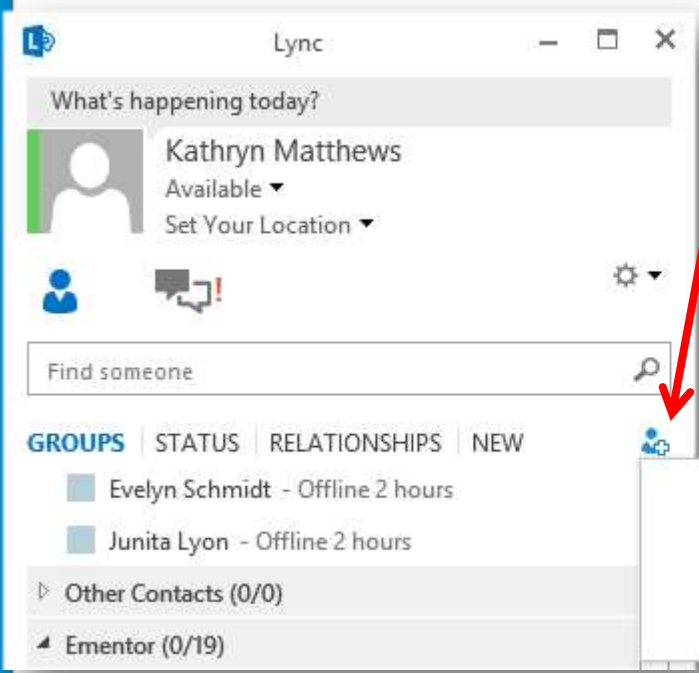 Lync
What's happening today?
Kathryn Matthews
Available
Set Your Location
Find someone
GROUPS STATUS RELATIONSHIPS NEW
Evelyn Schmidt - Offline 2 hours
Junita Lyon - Offline 2 hours
Other Contacts (0/0)
Ementor (0/19)